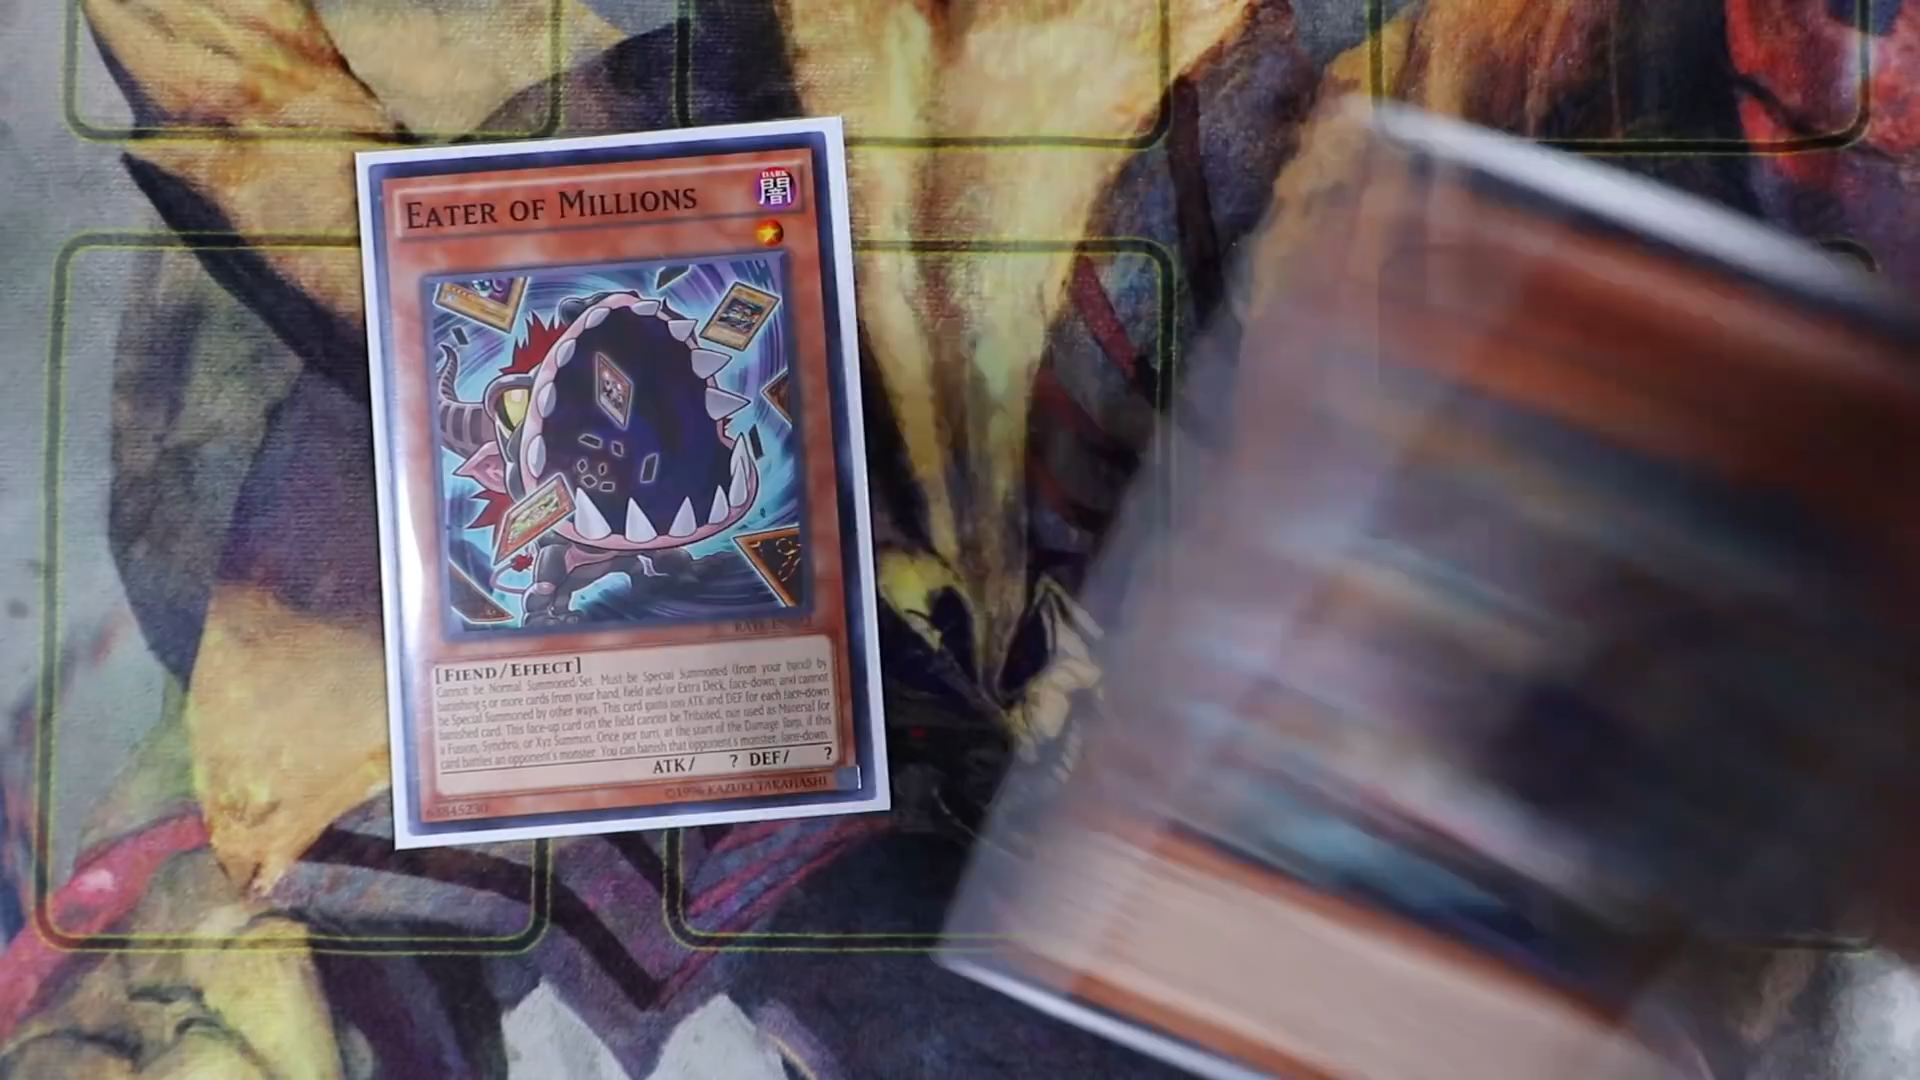 EATER OF MILLIONS
DARK
闇
[FIEND/EFFECT]
Cannot be Normal Summoned/Set. Must be Special Summoned (from your hand) by
banishing 5 or more cards from your hand, field and/or Extra Deck, face-down, and cannot
be Special Summoned by other ways. This card gains 100 ATK and DEF for each face-down
banished card. This face-up card on the field cannot be Tributed, nor used as Material for
a Fusion, Synchro, or Xyz Summon. Once per turn, at the start of the Damage Step, if this
card battles an opponent's monster: You can banish that opponent's monster, face-down.
ATK/ ? DEF/ ?
63845230
©1996 KAZUKI TAKAHASHI